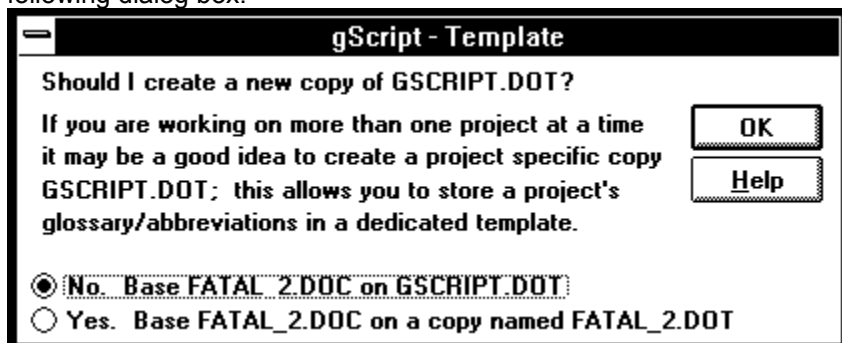 following dialog box:
gScript - Template
Should I create a new copy of GSCRIPT.DOT?
If you are working on more than one project at a time
it may be a good idea to create a project specific copy
GSCRIPT.DOT; this allows you to store a project's
glossary/abbreviations in a dedicated template.
OK
Help
No. Base FATAL_2.DOC on GSCRIPT.DOT
Yes. Base FATAL_2.DOC on a copy named FATAL_2.DOT